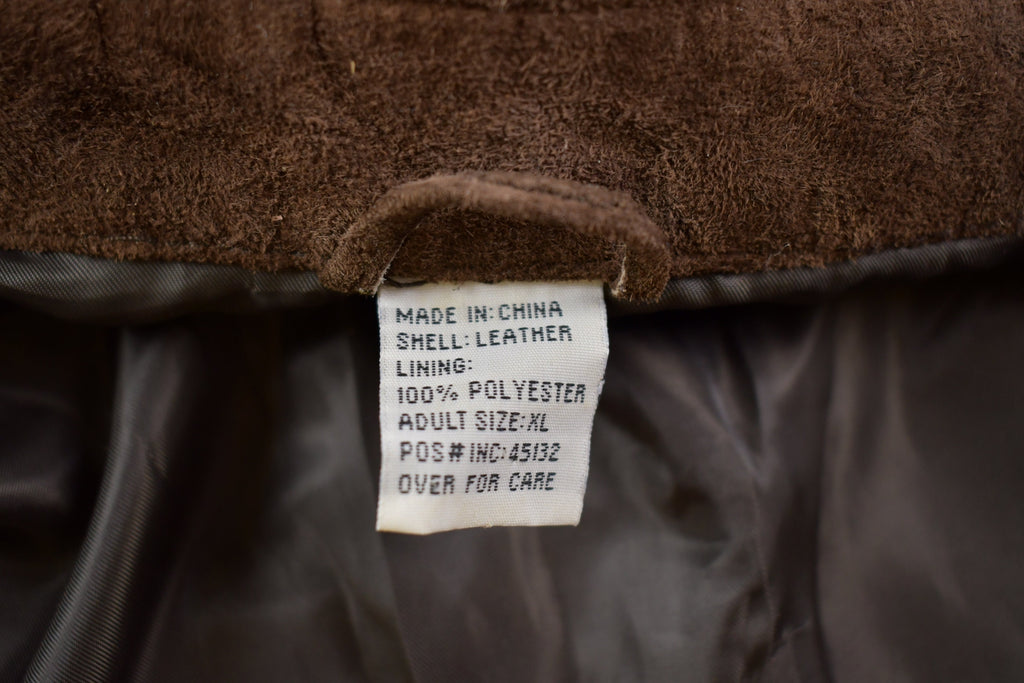 MADE IN: CHINA
SHELL: LEATHER
LINING:
100% POLYESTER
ADULT SIZE: XL
POS# INC: 45132
OVER FOR CARE